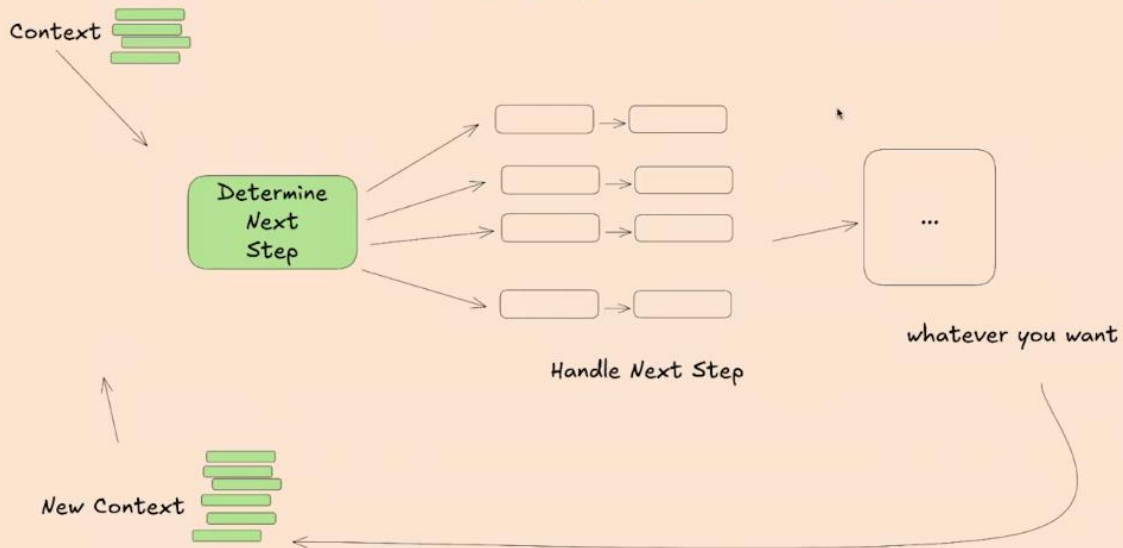 Context
Determine
Next
Step
...
whatever you want
Handle Next Step
New Context